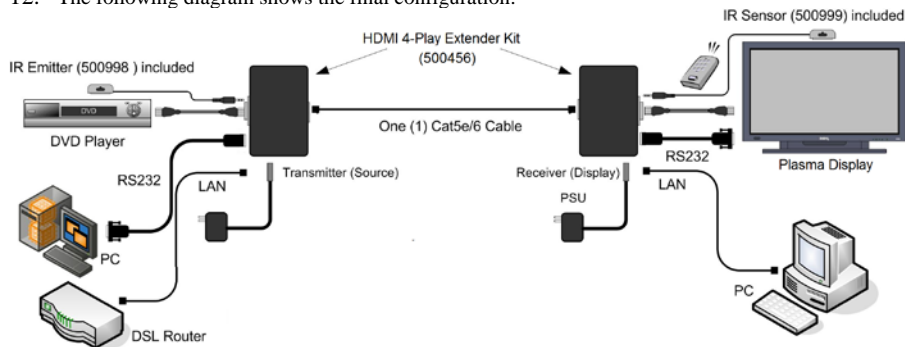 12. The following diagram shows the final configuration:
IR Sensor (500999) included
HDMI 4-Play Extender Kit
(500456)
IR Emitter (500998 ) included
DVD
DVD Player
One (1) Cat5e/6 Cable
RS232
Plasma Display
RS232
LAN
Transmitter (Source)
Receiver (Display)
LAN
PSU
PC
PC
DSL Router